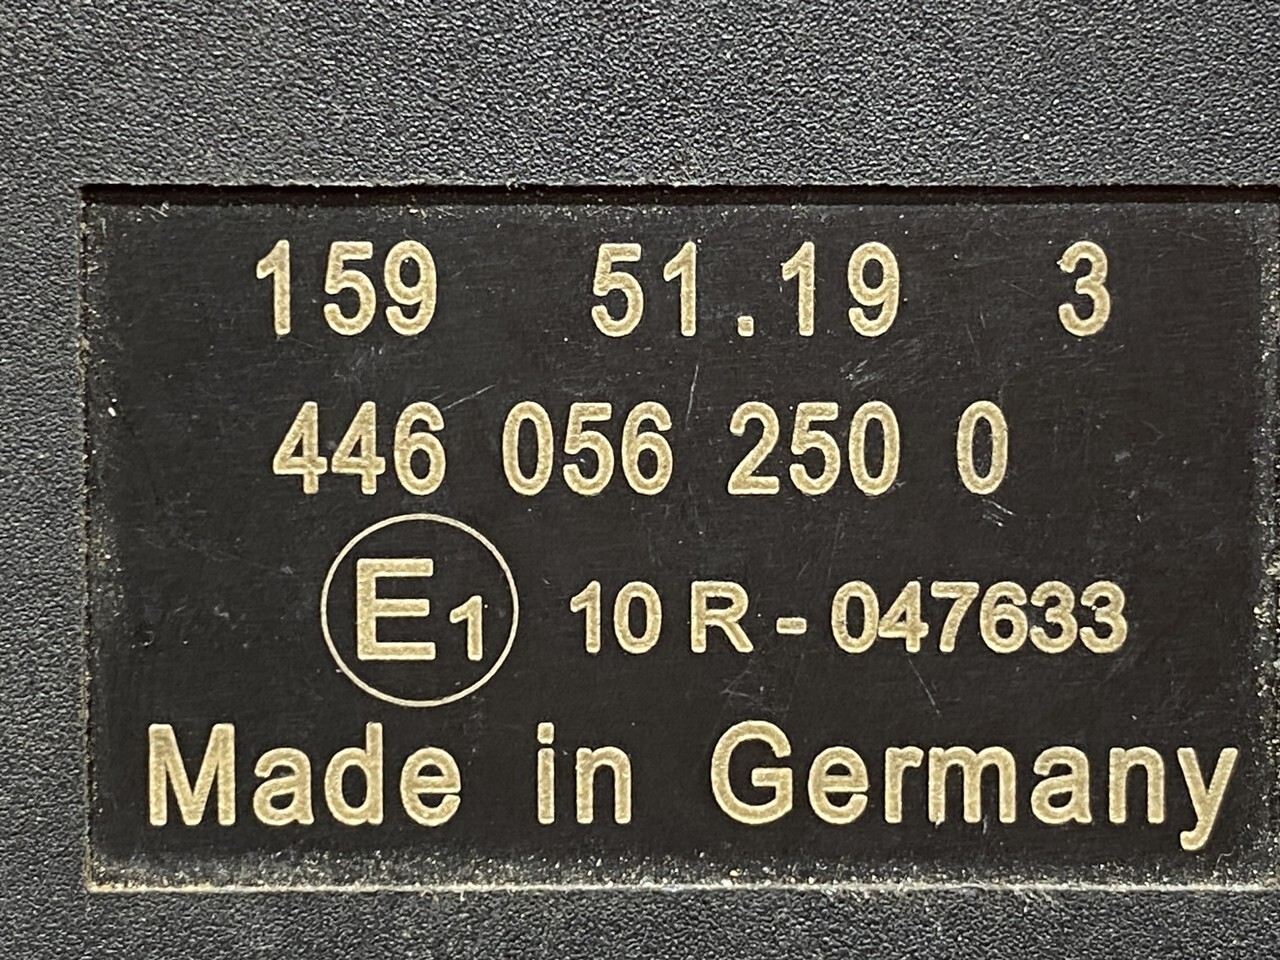 159 51.19 3
446 056 250 0
E1 10 R - 047633
Made in Germany